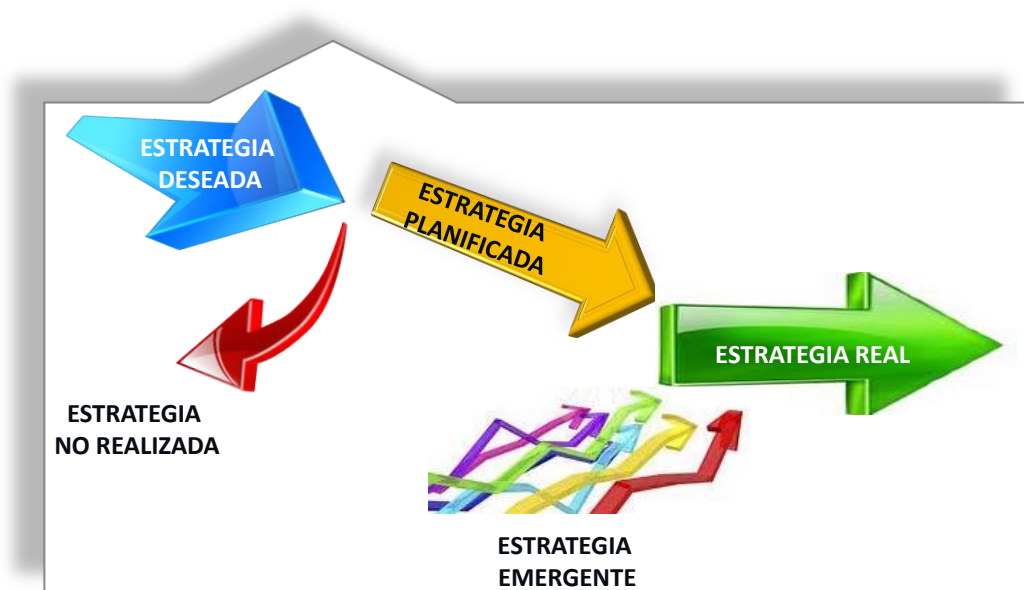 ESTRATEGIA
DESEADA
ESTRATEGIA
PLANIFICADA
ESTRATEGIA REAL
ESTRATEGIA
NO REALIZADA
ESTRATEGIA
EMERGENTE